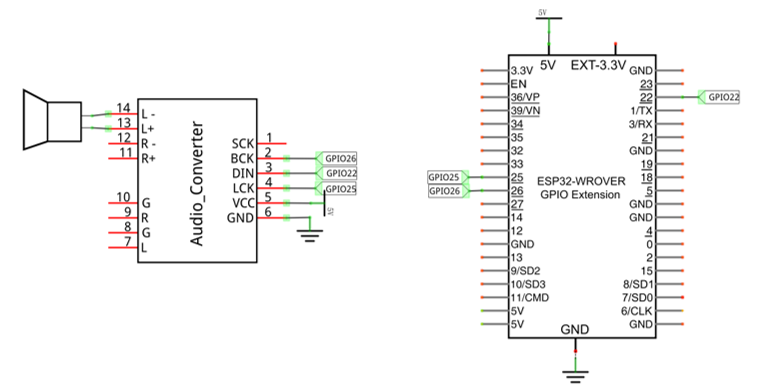 14 L -
13 L+
12 R -
11 R+
10 G
9 R
8 G
7 L
Audio_Converter
SCK 1
BCK 2 GPIO26
DIN 3 GPIO22
LCK 4 GPIO25
VCC 5 5V
GND 6
5V
5V EXT-3.3V
3.3V GND
EN 23
36/VP 22 GPIO22
39/VN 1/TX
34 3/RX
35 21
32 GND
33 19
GPIO25 25 18
GPIO26 26 5
27 GND
14 GND
12 4
GND 0
13 2
9/SD2 15
10/SD3 8/SD1
11/CMD 7/SD0
5V 6/CLK
5V GND
ESP32-WROVER
GPIO Extension
GND